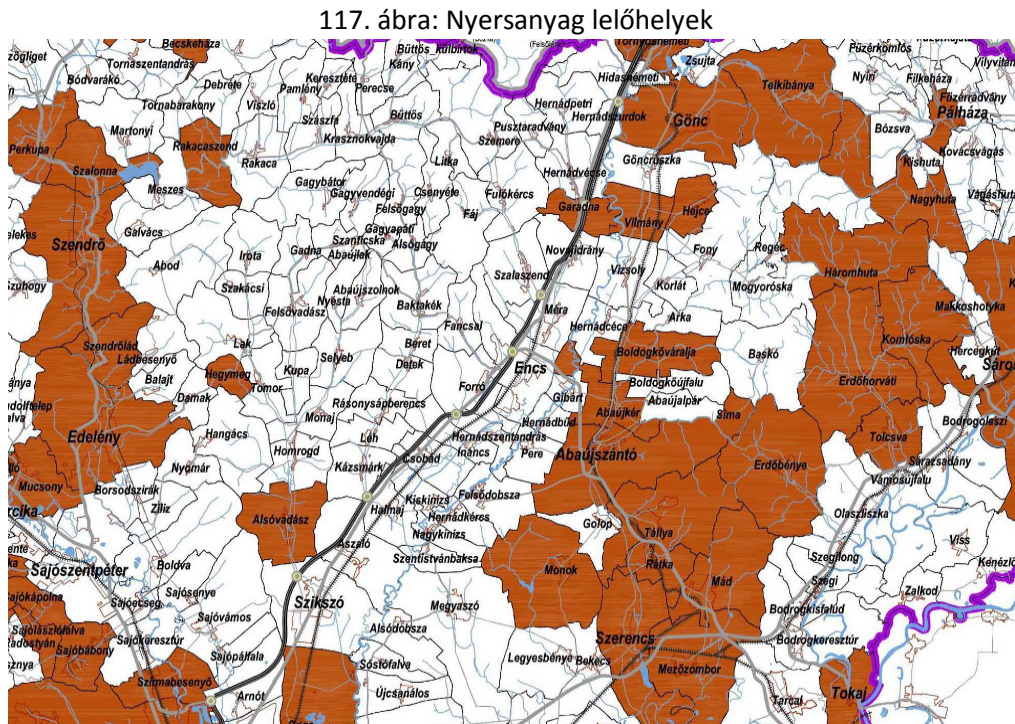 117. ábra: Nyersanyag lelőhelyek
Becskeháza
Tornaszentandrás
Bódvarákó
Debréte
Tornabarakony
Viszló
Martonyi
Perkupa
Szalonna
Rakacaszend
Rakaca
Meszes
Keresztéte
Pamlény
Perecse
Szászfa
Krasznokvajda
Büttös külbirtok
Kány
Büttös
Litka
Szemere
Pusztaradvány
Hernádpetri
Hernádszurdok
Hidasnémeti
Tornyosnémeti
Zsujta
Gönc
Telkibánya
Göncruszka
Hernádvécse
Garadna
Vilmány
Hejce
Pűzérkomlós
Nyíri
Filkeháza
Füzérradvány
Pálháza
Bózsva
Kishuta
Kovácsvágás
Nagyhuta
Vágáshuta
Vilyvitány
Gagybátor
Gagyvendégi
Csenyéte
Felsőgagy
Fulókércs
Fáj
Gagyapáti
Szanticska
Alsógagy
Abaújlak
Gadna
Galvács
Szendrő
Abod
Irota
Szakácsi
Felsővadász
Nyésta
Abaújszolnok
Baktakék
Szalaszend
Novajidrány
Vizsoly
Fony
Regéc
Korlát
Mogyoróska
Háromhuta
Arka
Makkoshotyka
Komlóska
Hercegkút
Fancsal
Méra
Hernádcéce
Boldogkőváralja
Baskó
Szendrőlád
Ládbesenyő
Balajt
Lak
Hegymeg
Tomor
Kupa
Selyeb
Beret
Detek
Encs
Boldogkőújfalu
Abaújalpár
Erdőhorváti
Damak
Edelény
Hangács
Monaj
Rásonysápberencs
Forró
Gibárt
Abaújkér
Sima
Bodrogolaszi
Tolcsva
Homrogd
Léh
Csobád
Hernádbűd
Hernádszentandrás
Ináncs
Pere
Abaújszántó
Erdőbénye
Sárazsadány
Vámosújfalu
Mucsony
Borsodszirák
Nyomár
Ziliz
Kázsmárk
Halmaj
Kiskinizs
Felsődobsza
Hernádkércs
Nagykinizs
Alsóvadász
Aszaló
Szentistvánbaksa
Golop
Tállya
Olaszliszka
Viss
Kenézlő
Szegilong
Szegi
Zalkod
Sajószentpéter
Boldva
Szikszó
Monok
Rátka
Mád
Bodrogkisfalud
Sajóecseg
Sajósenye
Sajóvámos
Megyaszó
Alsódobsza
Szerencs
Bodrogkeresztúr
Sajókápolna
Sajólászlófalva
Radostyán
Sajóbábony
Sajókeresztúr
Sajópálfala
Sóstófalva
Legyesbénye
Bekecs
Mezőzombor
Szirmabesenyő
Arnót
Újcsanálos
Tarcal
Tokaj